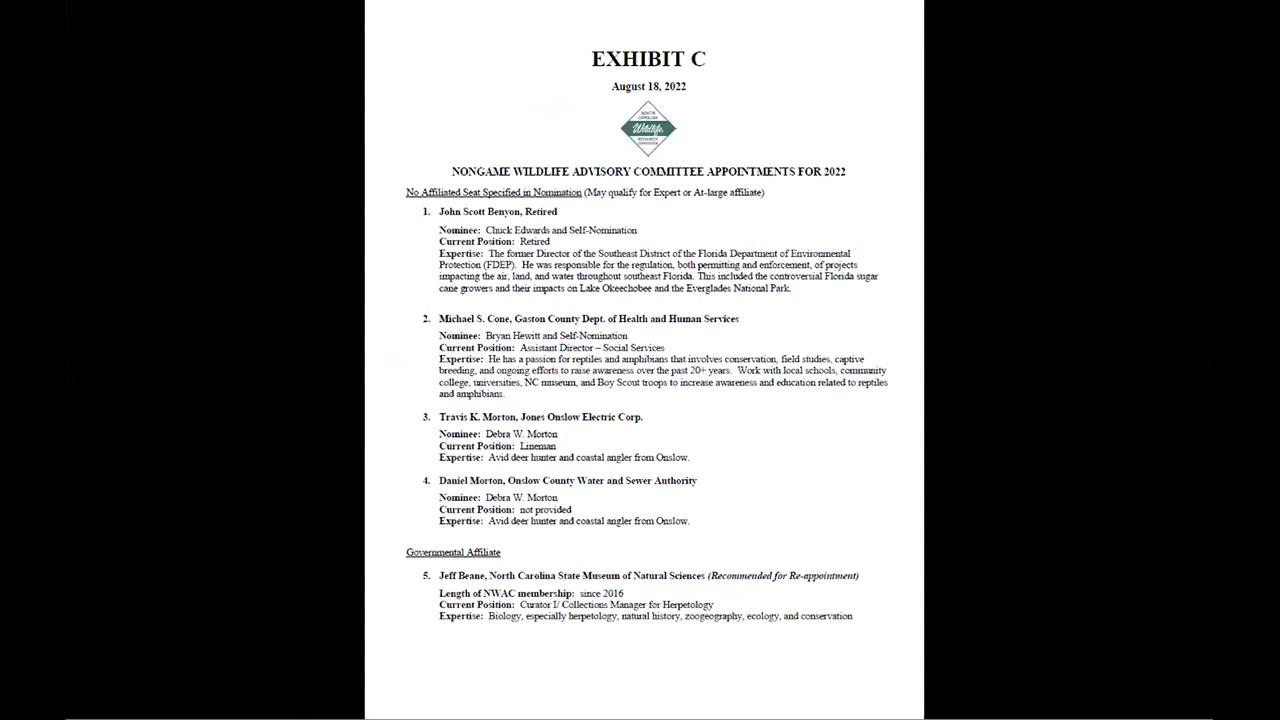 EXHIBIT C
August 18, 2022
NORTH
CAROLINA
Wildlife
RESOURCES
COMMISSION
NONGAME WILDLIFE ADVISORY COMMITTEE APPOINTMENTS FOR 2022
No Affiliated Seat Specified in Nomination (May qualify for Expert or At-large affiliate)
1. John Scott Benyon, Retired
Nominee: Chuck Edwards and Self-Nomination
Current Position: Retired
Expertise: The former Director of the Southeast District of the Florida Department of Environmental
Protection (FDEP). He was responsible for the regulation, both permitting and enforcement, of projects
impacting the air, land, and water throughout southeast Florida. This included the controversial Florida sugar
cane growers and their impacts on Lake Okeechobee and the Everglades National Park.
2. Michael S. Cone, Gaston County Dept. of Health and Human Services
Nominee: Bryan Hewitt and Self-Nomination
Current Position: Assistant Director – Social Services
Expertise: He has a passion for reptiles and amphibians that involves conservation, field studies, captive
breeding, and ongoing efforts to raise awareness over the past 20+ years. Work with local schools, community
college, universities, NC museum, and Boy Scout troops to increase awareness and education related to reptiles
and amphibians.
3. Travis K. Morton, Jones Onslow Electric Corp.
Nominee: Debra W. Morton
Current Position: Lineman
Expertise: Avid deer hunter and coastal angler from Onslow.
4. Daniel Morton, Onslow County Water and Sewer Authority
Nominee: Debra W. Morton
Current Position: not provided
Expertise: Avid deer hunter and coastal angler from Onslow.
Governmental Affiliate
5. Jeff Beane, North Carolina State Museum of Natural Sciences (Recommended for Re-appointment)
Length of NWAC membership: since 2016
Current Position: Curator I/ Collections Manager for Herpetology
Expertise: Biology, especially herpetology, natural history, zoogeography, ecology, and conservation